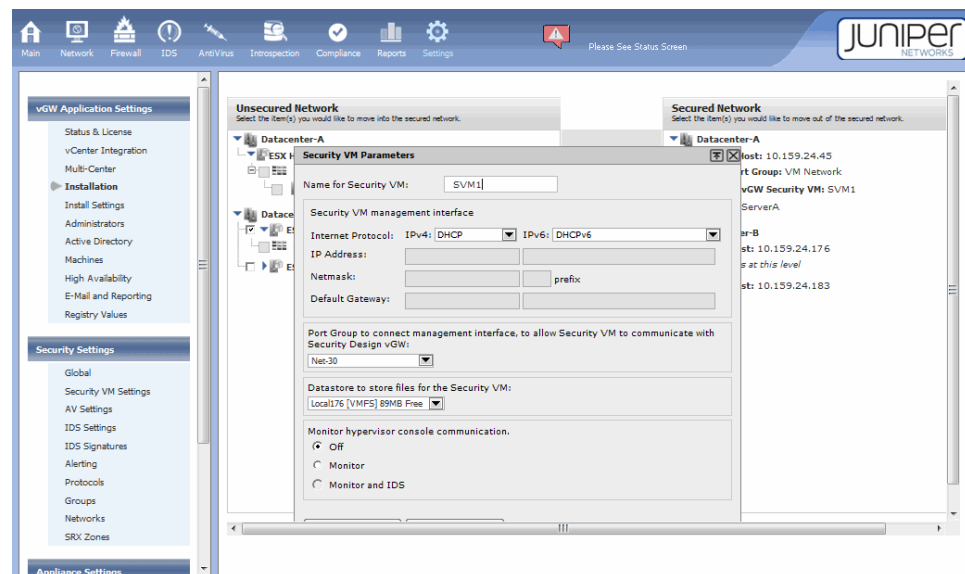 Main Network Firewall IDS AntiVirus Introspection Compliance Reports Settings
Please See Status Screen
JUNIPER
NETWORKS
vGW Application Settings
Status & License
vCenter Integration
Multi-Center
Installation
Install Settings
Administrators
Active Directory
Machines
High Availability
E-Mail and Reporting
Registry Values
Security Settings
Global
Security VM Settings
AV Settings
IDS Settings
IDS Signatures
Alerting
Protocols
Groups
Networks
SRX Zones
Appliance Settings
Unsecured Network
Select the item(s) you would like to move into the secured network.
Datacenter-A
ESX H
Datace
ES
ES
Security VM Parameters
Name for Security VM: SVM1
Security VM management interface
Internet Protocol: IPv4: DHCP IPv6: DHCPv6
IP Address:
Netmask: prefix
Default Gateway:
Port Group to connect management interface, to allow Security VM to communicate with
Security Design vGW:
Net-30
Datastore to store files for the Security VM:
Local176 [VMFS] 89MB Free
Monitor hypervisor console communication.
Off
Monitor
Monitor and IDS
Secured Network
Select the item(s) you would like to move out of the secured network.
Datacenter-A
Host: 10.159.24.45
rt Group: VM Network
vGW Security VM: SVM1
ServerA
er-B
st: 10.159.24.176
s at this level
st: 10.159.24.183